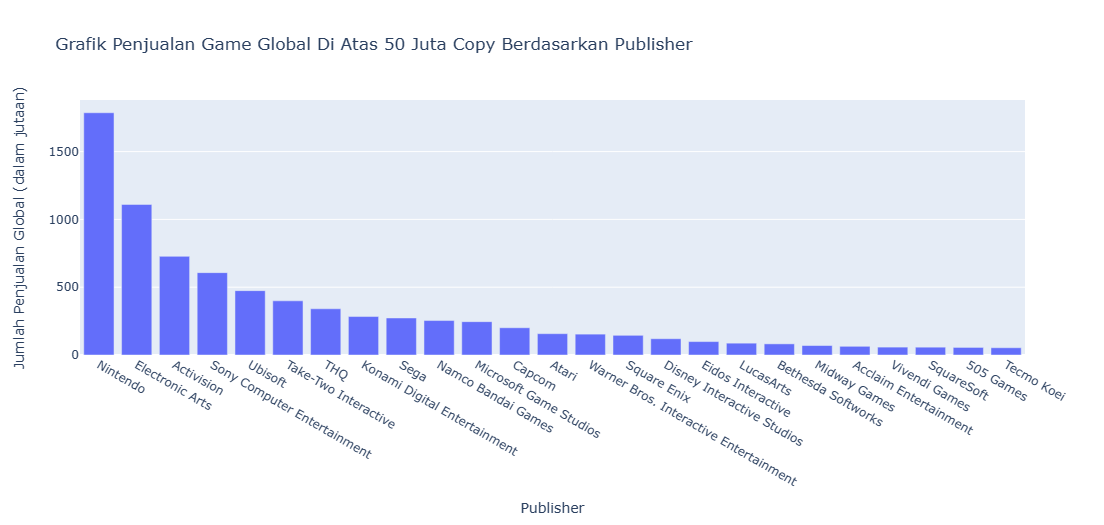 Grafik Penjualan Game Global Di Atas 50 Juta Copy Berdasarkan Publisher
Jumlah Penjualan Global (dalam jutaan)
1500
1000
500
0
Nintendo
Electronic Arts
Activision
Sony Computer Entertainment
Ubisoft
Take-Two Interactive
THQ
Konami Digital Entertainment
Sega
Namco Bandai Games
Microsoft Game Studios
Capcom
Atari
Warner Bros. Interactive Entertainment
Square Enix
Disney Interactive Studios
Eidos Interactive
LucasArts
Bethesda Softworks
Midway Games
Acclaim Entertainment
Vivendi Games
SquareSoft
505 Games
Tecmo Koei
Publisher